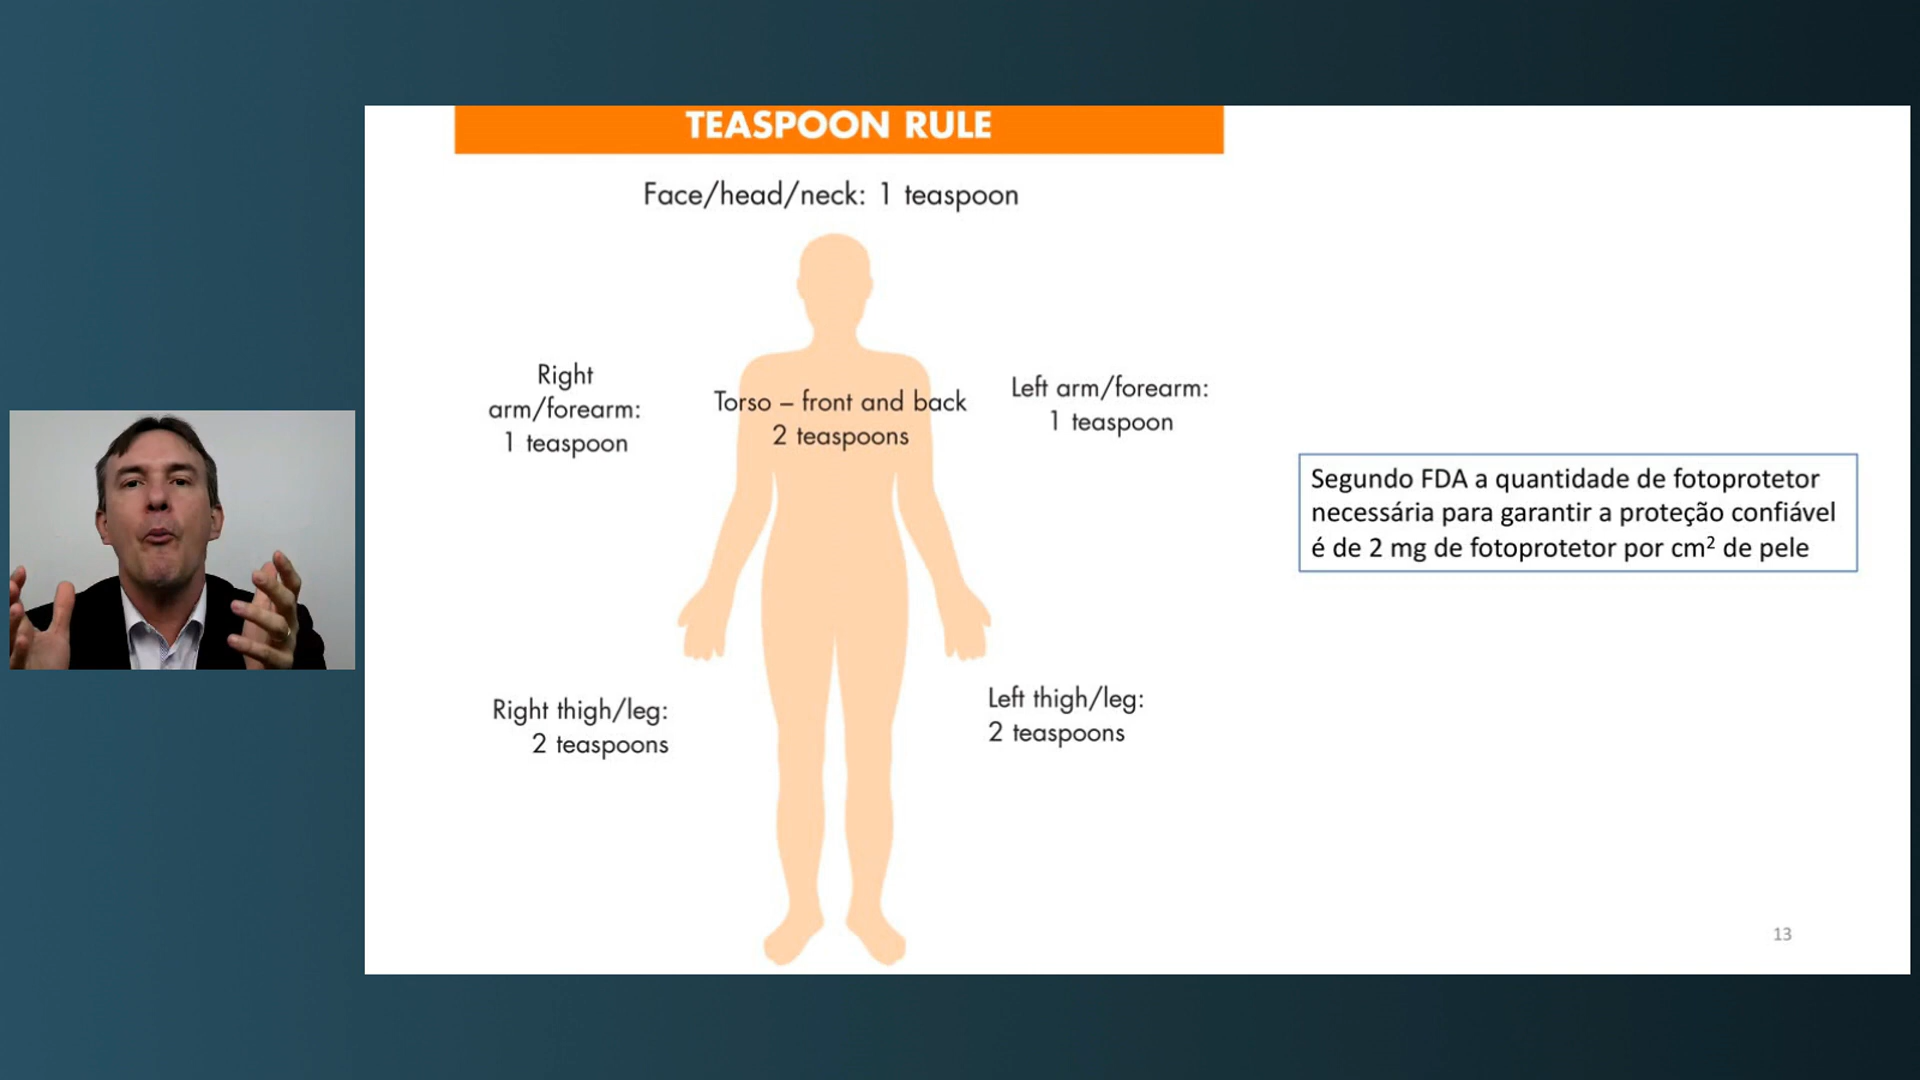 TEASPOON RULE
Face/head/neck: 1 teaspoon
Right
arm/forearm:
1 teaspoon
Torso – front and back
2 teaspoons
Left arm/forearm:
1 teaspoon
Segundo FDA a quantidade de fotoprotetor
necessária para garantir a proteção confiável
é de 2 mg de fotoprotetor por cm² de pele
Right thigh/leg:
2 teaspoons
Left thigh/leg:
2 teaspoons
13